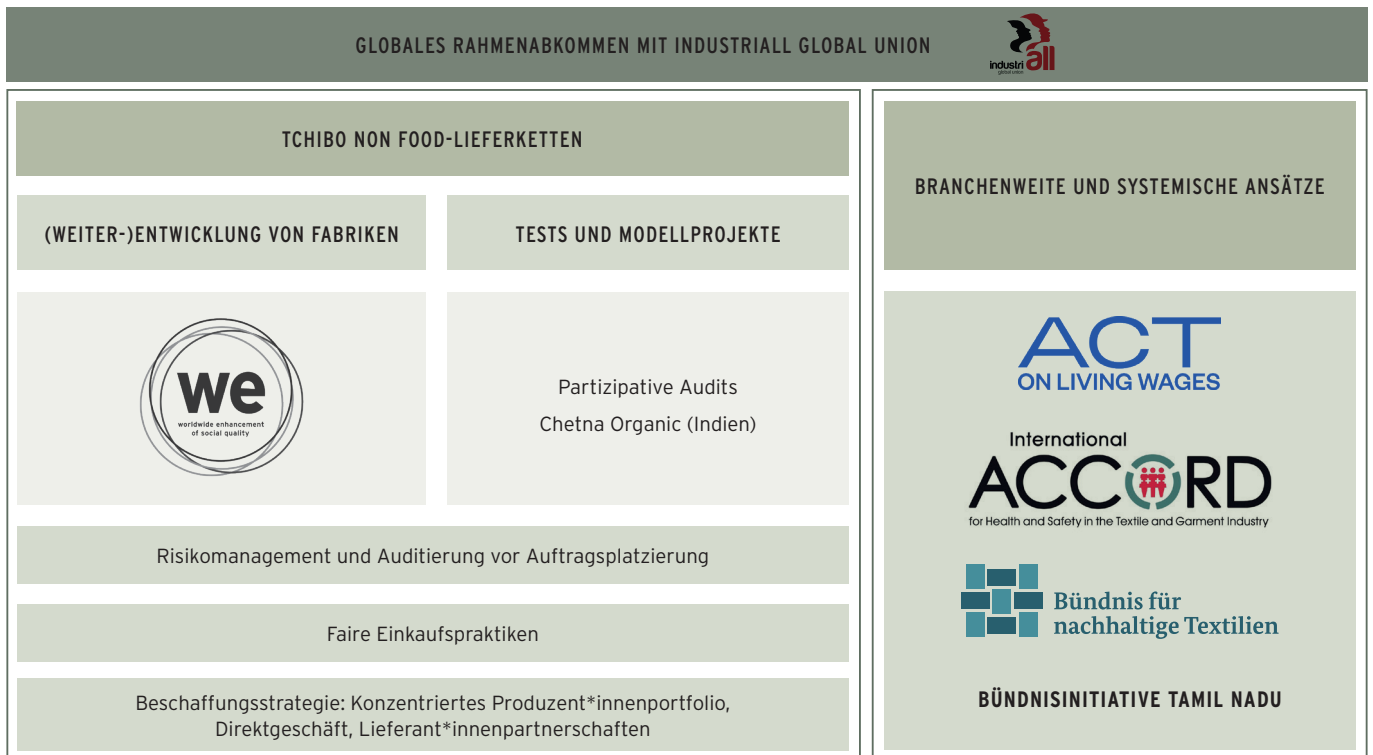 GLOBALES RAHMENABKOMMEN MIT INDUSTRIALL GLOBAL UNION
industri all
global union
TCHIBO NON FOOD-LIEFERKETTEN
(WEITER-)ENTWICKLUNG VON FABRIKEN
TESTS UND MODELLPROJEKTE
we
worldwide enhancement
of social quality
Partizipative Audits
Chetna Organic (Indien)
Risikomanagement und Auditierung vor Auftragsplatzierung
Faire Einkaufspraktiken
Beschaffungsstrategie: Konzentriertes Produzent*innenportfolio,
Direktgeschäft, Lieferant*innenpartnerschaften
BRANCHENWEITE UND SYSTEMISCHE ANSÄTZE
ACT
ON LIVING WAGES
International
ACCORD
for Health and Safety in the Textile and Garment Industry
Bündnis für
nachhaltige Textilien
BÜNDNISINITIATIVE TAMIL NADU